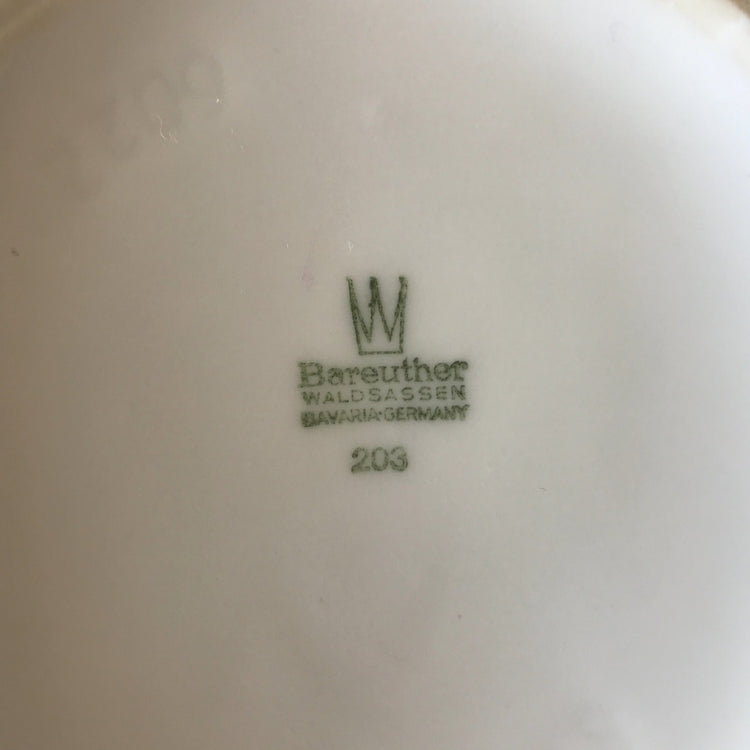 W
Bareuther
WALDSASSEN
BAVARIA·GERMANY
203